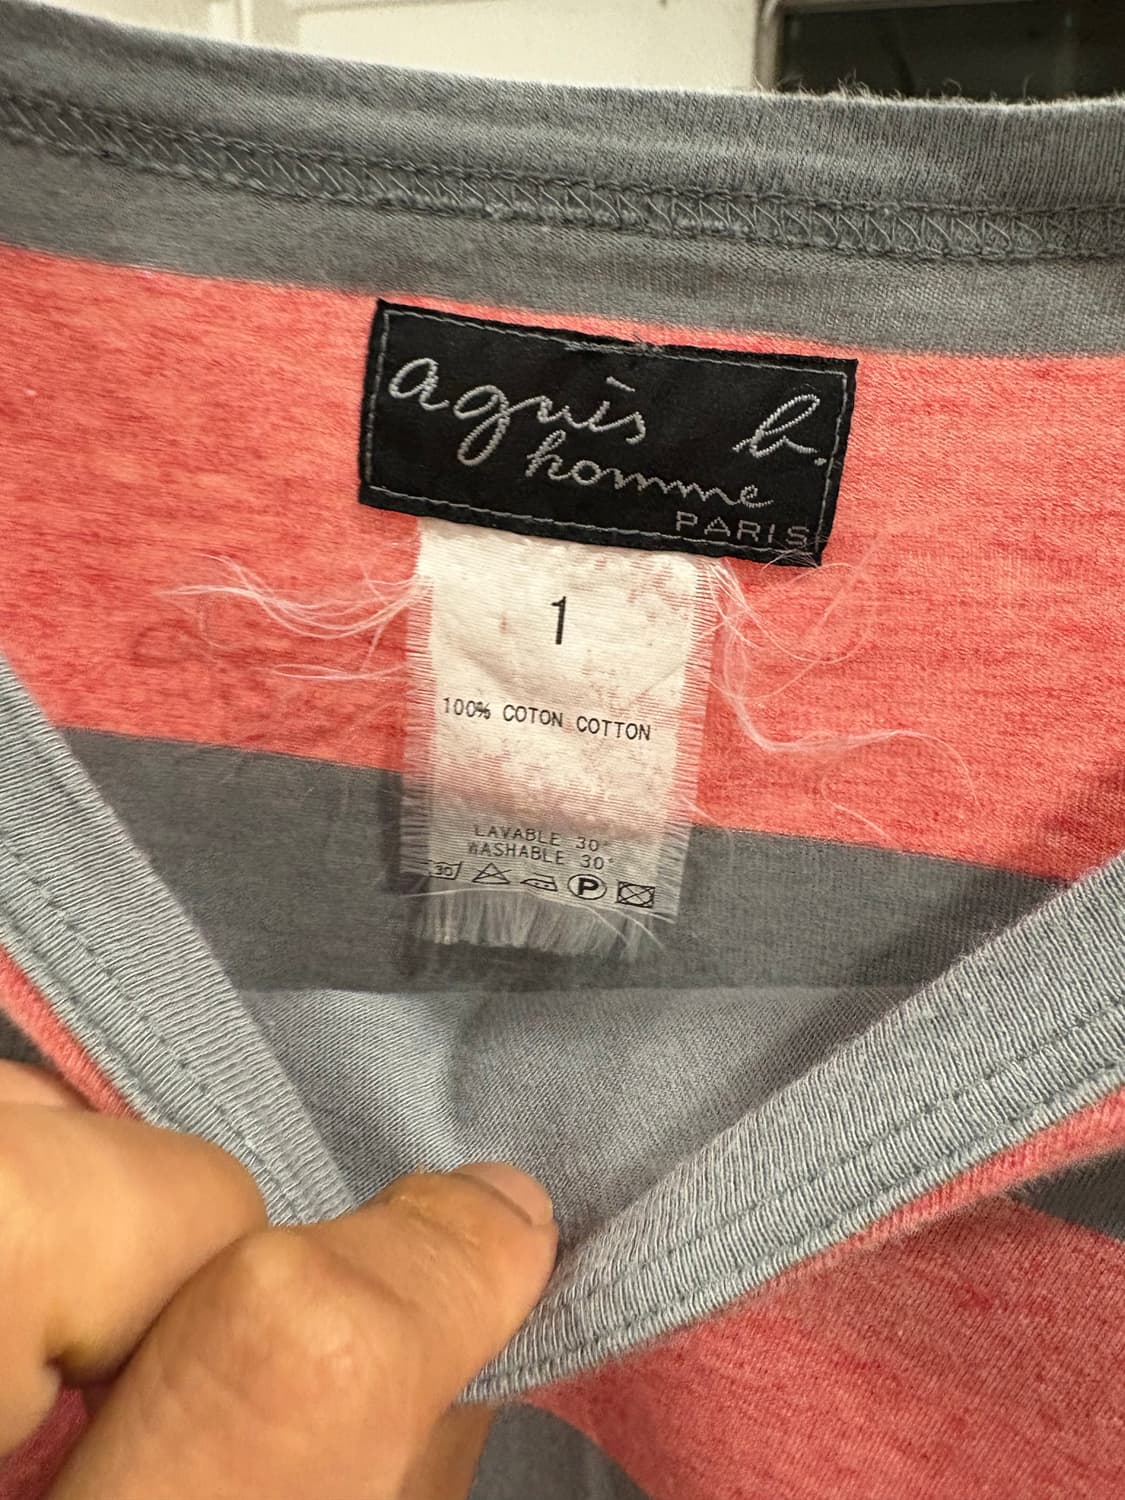 agnès b.
homme
PARIS
1
100% COTON COTTON
LAVABLE 30°
WASHABLE 30°
30 P